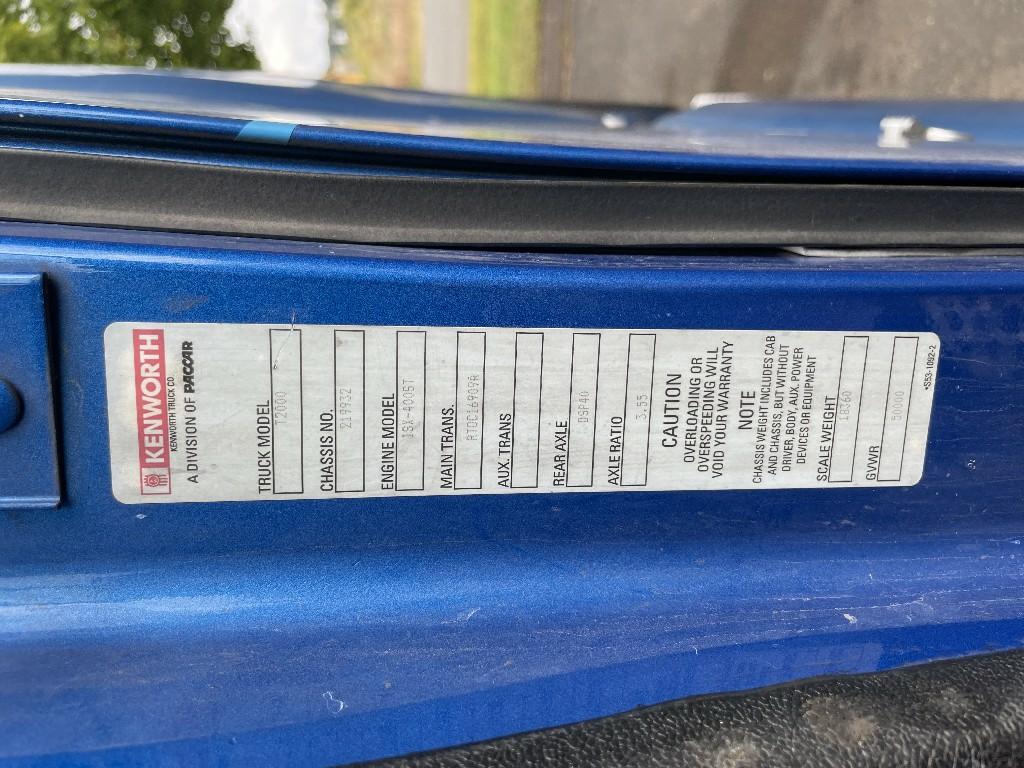 KENWORTH
KENWORTH TRUCK CO.
A DIVISION OF PACCAR
TRUCK MODEL
T2000
CHASSIS NO.
219932
ENGINE MODEL
ISX-400ST
MAIN TRANS.
RTOC16909A
AUX. TRANS
REAR AXLE
DSP40
AXLE RATIO
3.55
CAUTION
OVERLOADING OR
OVERSPEEDING WILL
VOID YOUR WARRANTY
NOTE
CHASSIS WEIGHT INCLUDES CAB
AND CHASSIS, BUT WITHOUT
DRIVER, BODY, AUX. POWER
DEVICES OR EQUIPMENT
SCALE WEIGHT
18360
GVWR
50000
*S53-1092-2